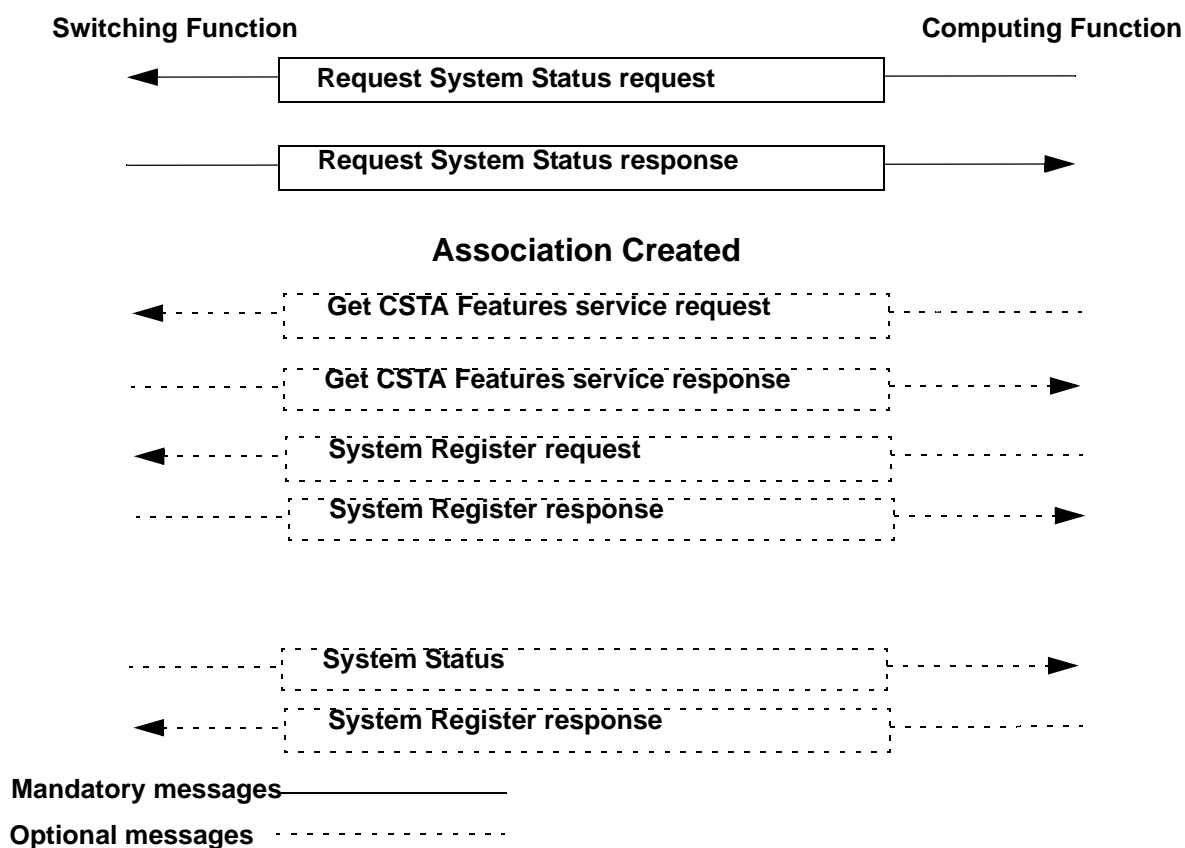 Switching Function
Computing Function
Request System Status request
Request System Status response
Association Created
Get CSTA Features service request
Get CSTA Features service response
System Register request
System Register response
System Status
System Register response
Mandatory messages
Optional messages